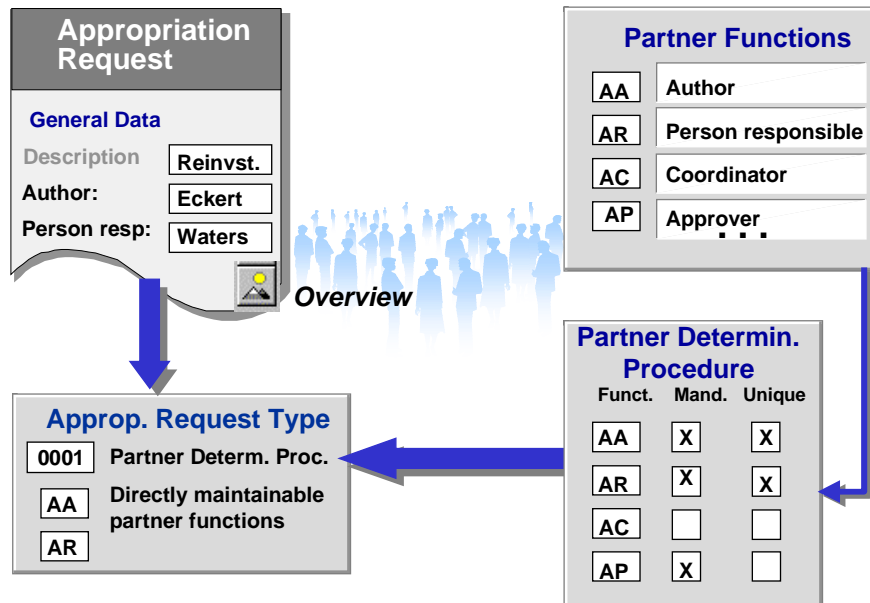 Appropriation
Request
General Data
Description Reinvst.
Author: Eckert
Person resp: Waters
Overview
Partner Functions
AA Author
AR Person responsible
AC Coordinator
AP Approver
. . .
Partner Determin.
Procedure
Funct. Mand. Unique
AA X X
AR X X
AC
AP X
Approp. Request Type
0001 Partner Determ. Proc.
AA Directly maintainable
partner functions
AR